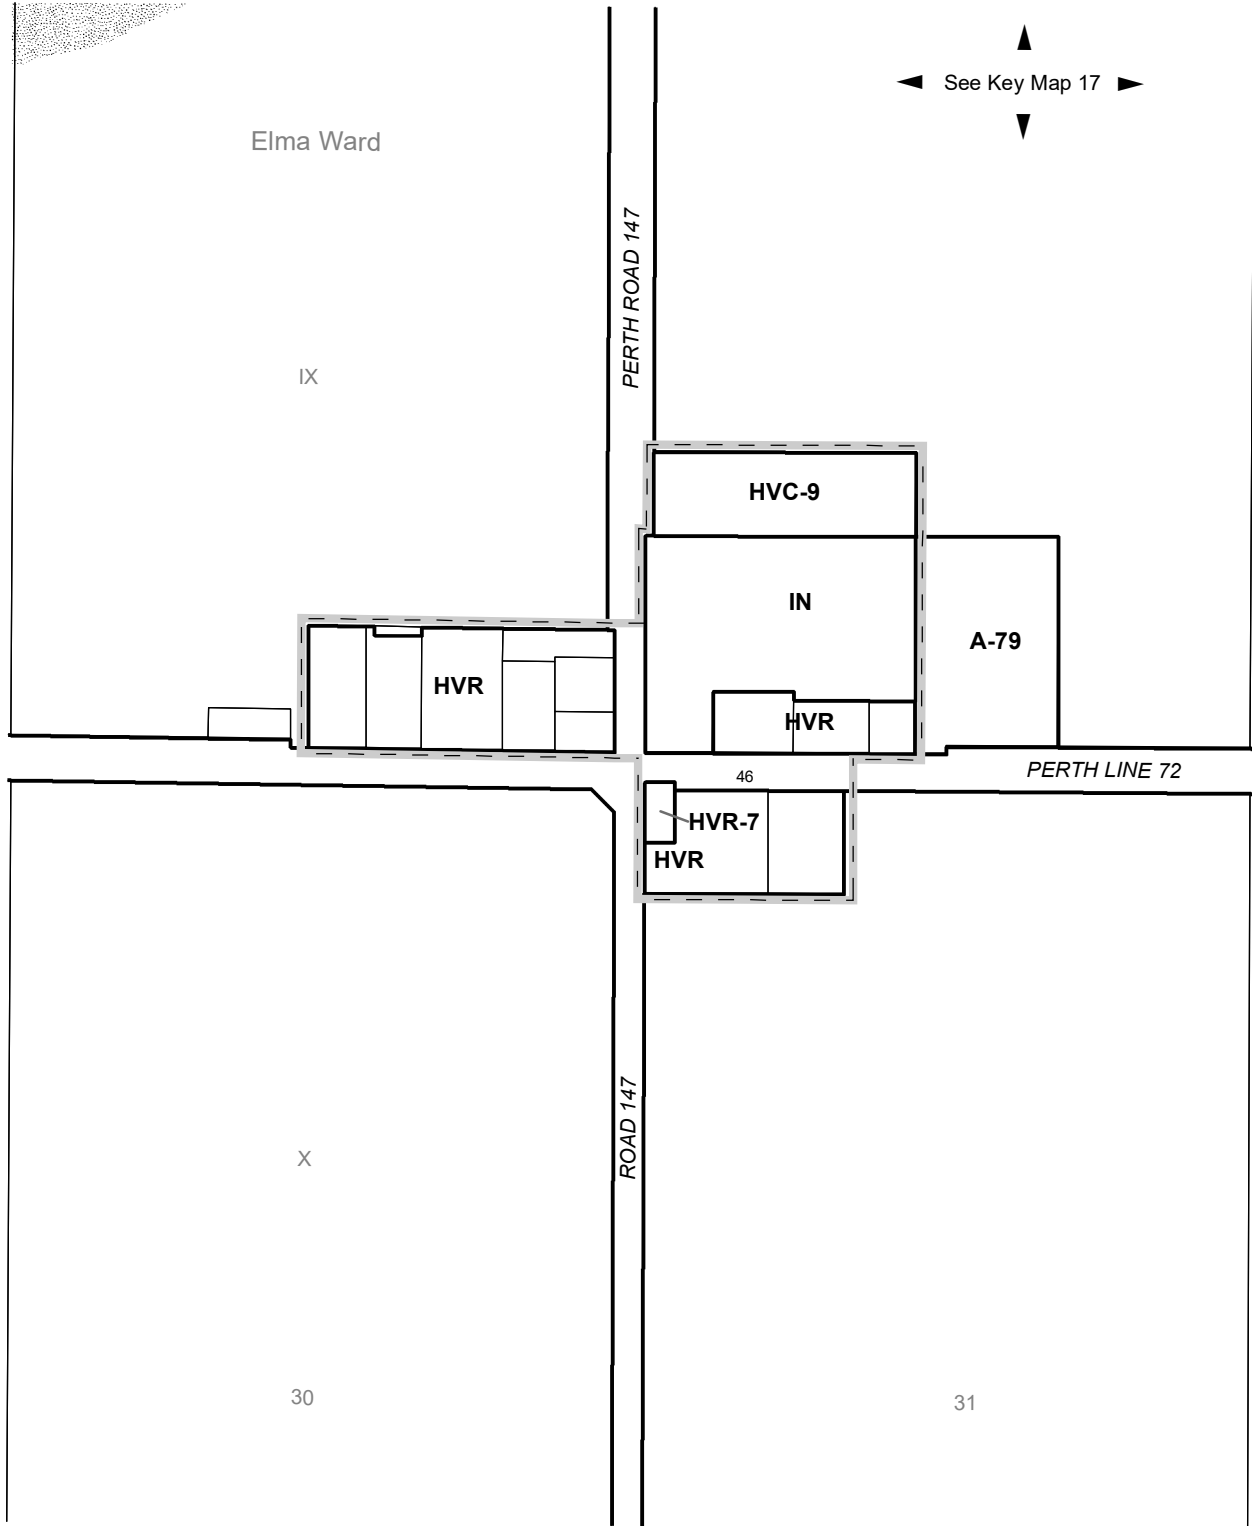 See Key Map 17
Elma Ward
PERTH ROAD 147
IX
HVC-9
IN
A-79
HVR
HVR
PERTH LINE 72
46
HVR-7
HVR
ROAD 147
X
30
31